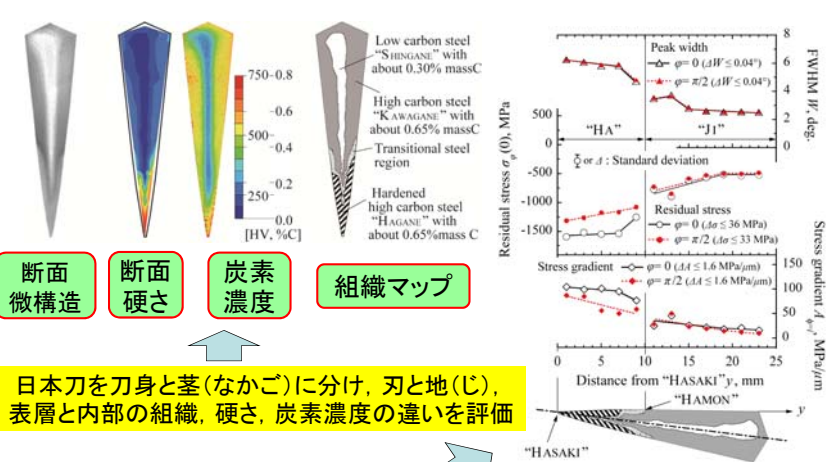 750
500
250
0.8
0.6
0.4
0.2
0.0
[HV, %C]
Low carbon steel
"SHINGANE" with
about 0.30% massC
High carbon steel
"KAWAGANE" with
about 0.65% massC
Transitional steel
region
Hardened
high carbon steel
"HAGANE" with
about 0.65%mass C
断面
微構造
断面
硬さ
炭素
濃度
組織マップ
日本刀を刀身と茎(なかご)に分け, 刃と地(じ),
表層と内部の組織, 硬さ, 炭素濃度の違いを評価
Peak width
φ= 0 (ΔW ≤ 0.04°)
φ= π/2 (ΔW ≤ 0.04°)
8
6
4
2
0
FWHM W, deg.
"HA"
"JI"
500
0
-500
-1000
-1500
Residual stress σφ(0), MPa
or Δ : Standard deviation
Residual stress
φ= 0 (Δσ ≤ 36 MPa)
φ= π/2 (Δσ ≤ 33 MPa)
Stress gradient
φ= 0 (ΔA ≤ 1.6 MPa/μm)
φ= π/2 (ΔA ≤ 1.6 MPa/μm)
150
100
50
0
Stress gradient A, MPa/μm
0 5 10 15 20 25
Distance from "HASAKI" y, mm
"HAMON"
y
"HASAKI"